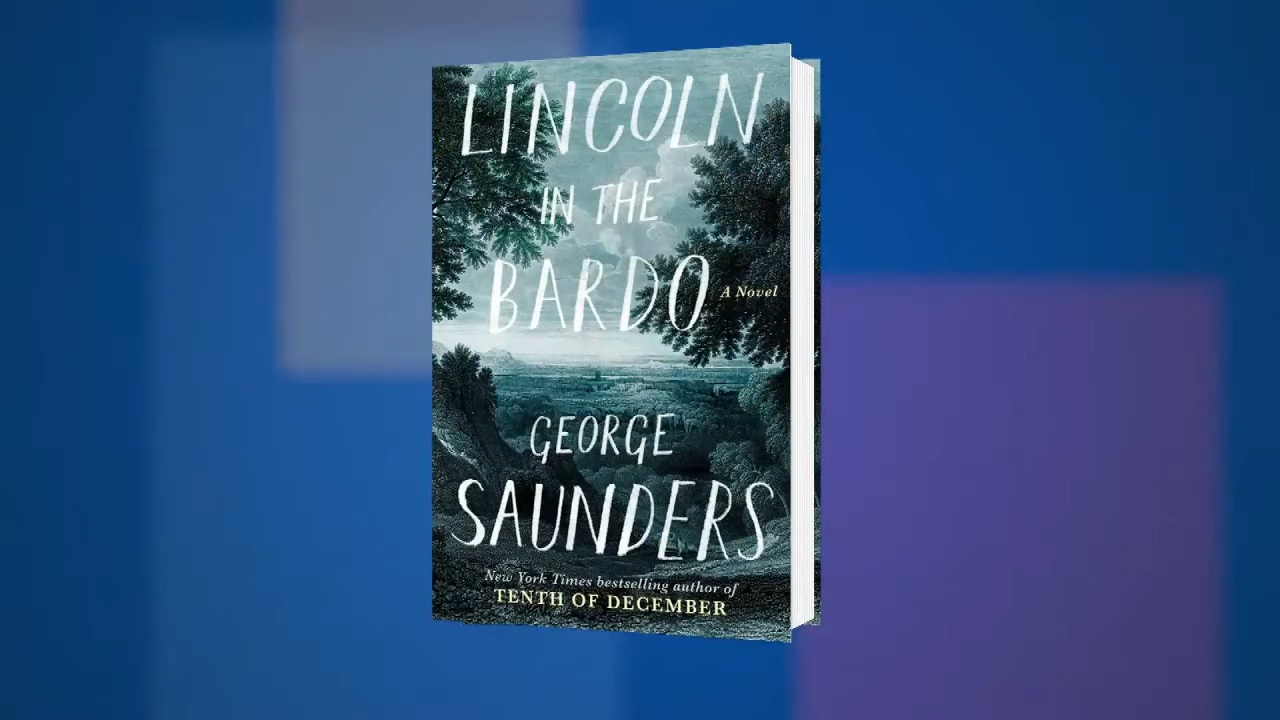 LINCOLN
IN THE
BARDO
A Novel
GEORGE
SAUNDERS
New York Times bestselling author of
TENTH OF DECEMBER